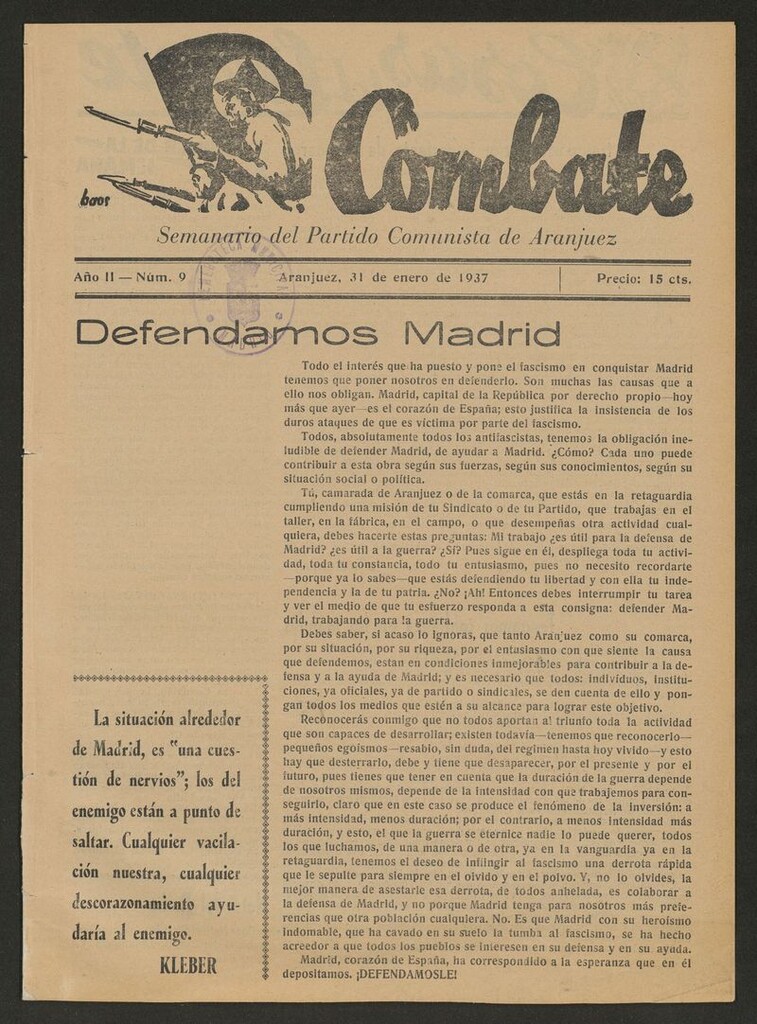 baos
Combate
Semanario del Partido Comunista de Aranjuez
Año II — Núm. 9
Aranjuez, 31 de enero de 1937
Precio: 15 cts.
Defendamos Madrid
Todo el interés que ha puesto y pone el fascismo en conquistar Madrid
tenemos que poner nosotros en defenderlo. Son muchas las causas que a
ello nos obligan. Madrid, capital de la República por derecho propio—hoy
más que ayer—es el corazón de España; esto justifica la insistencia de los
duros ataques de que es víctima por parte del fascismo.
Todos, absolutamente todos los antifascistas, tenemos la obligación ine-
ludible de defender Madrid, de ayudar a Madrid. ¿Cómo? Cada uno puede
contribuir a esta obra según sus fuerzas, según sus conocimientos, según su
situación social o política.
Tú, camarada de Aranjuez o de la comarca, que estás en la retaguardia
cumpliendo una misión de tu Sindicato o de tu Partido, que trabajas en el
taller, en la fábrica, en el campo, o que desempeñas otra actividad cual-
quiera, debes hacerte estas preguntas: Mi trabajo ¿es útil para la defensa de
Madrid? ¿es útil a la guerra? ¿Sí? Pues sigue en él, despliega toda tu activi-
dad, toda tu constancia, todo tu entusiasmo, pues no necesito recordarte
—porque ya lo sabes—que estás defendiendo tu libertad y con ella tu inde-
pendencia y la de tu patria. ¿No? ¡Ah! Entonces debes interrumpir tu tarea
y ver el medio de que tu esfuerzo responda a esta consigna: defender Ma-
drid, trabajando para la guerra.
Debes saber, si acaso lo ignoras, que tanto Aranjuez como su comarca,
por su situación, por su riqueza, por el entusiasmo con que siente la causa
que defendemos, estan en condiciones inmejorables para contribuir a la de-
fensa y a la ayuda de Madrid; y es necesario que todos: individuos, institu-
ciones, ya oficiales, ya de partido o sindicales, se den cuenta de ello y pon-
gan todos los medios que estén a su alcance para lograr este objetivo.
Reconocerás conmigo que no todos aportan al triunfo toda la actividad
que son capaces de desarrollar; existen todavía—tenemos que reconocerlo—
pequeños egoísmos—resabio, sin duda, del regimen hasta hoy vivido—y esto
hay que desterrarlo, debe y tiene que desaparecer, por el presente y por el
futuro, pues tienes que tener en cuenta que la duración de la guerra depende
de nosotros mismos, depende de la intensidad con que trabajemos para con-
seguirlo, claro que en este caso se produce el fenómeno de la inversión: a
más intensidad, menos duración; por el contrario, a menos intensidad más
duración, y esto, el que la guerra se eternice nadie lo puede querer, todos
los que luchamos, de una manera o de otra, ya en la vanguardia ya en la
retaguardia, tenemos el deseo de infligir al fascismo una derrota rápida
que le sepulte para siempre en el olvido y en el polvo. Y, no lo olvides, la
mejor manera de asestarle esa derrota, de todos anhelada, es colaborar a
la defensa de Madrid, y no porque Madrid tenga para nosotros más prefe-
rencias que otra población cualquiera. No. Es que Madrid con su heroísmo
indomable, que ha cavado en su suelo la tumba al fascismo, se ha hecho
acreedor a que todos los pueblos se interesen en su defensa y en su ayuda.
Madrid, corazón de España, ha correspondido a la esperanza que en él
depositamos. ¡DEFENDAMOSLE!
La situación alrededor
de Madrid, es "una cues-
tión de nervios"; los del
enemigo están a punto de
saltar. Cualquier vacila-
ción nuestra, cualquier
descorazonamiento ayu-
daría al enemigo.
KLEBER